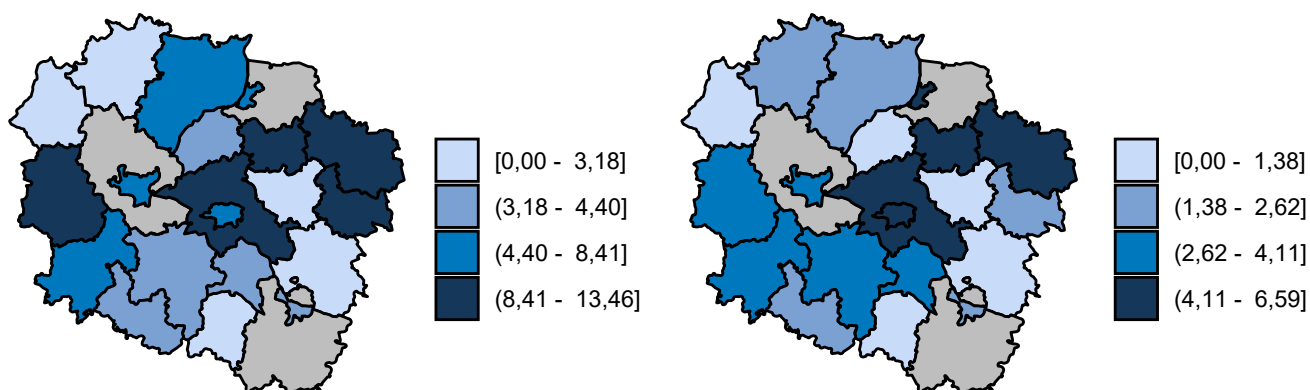 [0,00 - 3,18]
(3,18 - 4,40]
(4,40 - 8,41]
(8,41 - 13,46]
[0,00 - 1,38]
(1,38 - 2,62]
(2,62 - 4,11]
(4,11 - 6,59]